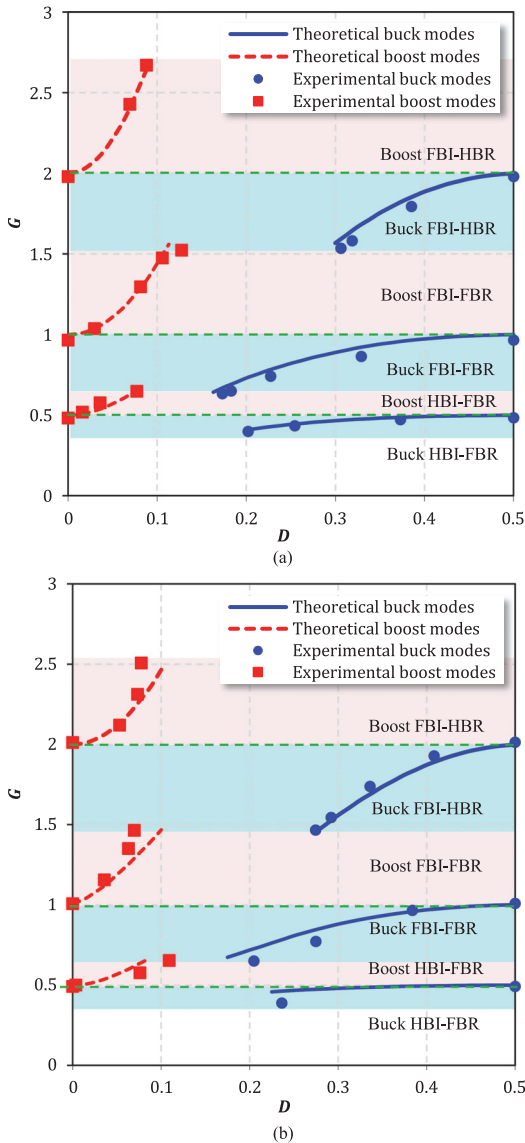 Theoretical buck modes
Theoretical boost modes
Experimental buck modes
Experimental boost modes
3
2.5
2
1.5
1
0.5
0
G
Boost FBI-HBR
Buck FBI-HBR
Boost FBI-FBR
Buck FBI-FBR
Boost HBI-FBR
Buck HBI-FBR
0 0.1 0.2 0.3 0.4 0.5
D
(a)
Theoretical buck modes
Theoretical boost modes
Experimental buck modes
Experimental boost modes
3
2.5
2
1.5
1
0.5
0
G
Boost FBI-HBR
Buck FBI-HBR
Boost FBI-FBR
Buck FBI-FBR
Boost HBI-FBR
Buck HBI-FBR
0 0.1 0.2 0.3 0.4 0.5
D
(b)